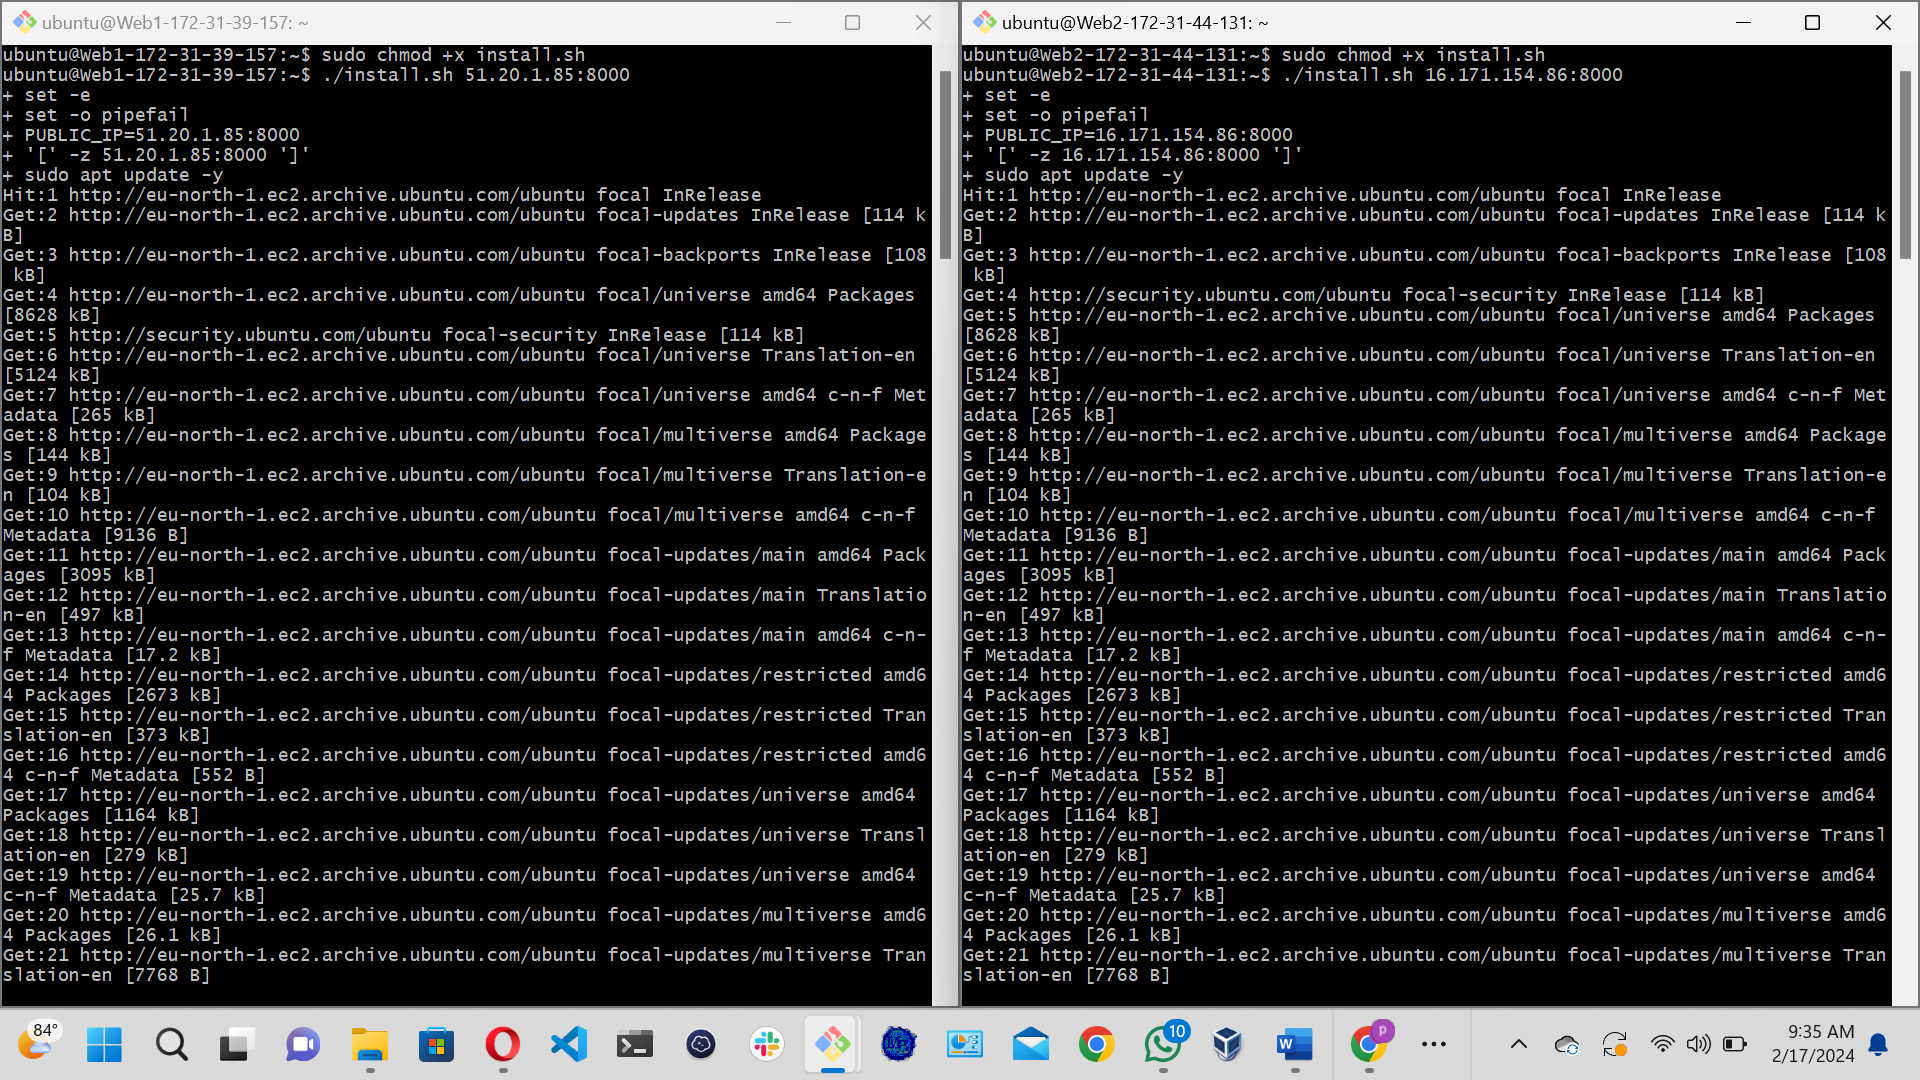 ubuntu@Web1-172-31-39-157: ~
ubuntu@Web1-172-31-39-157:~$ sudo chmod +x install.sh
ubuntu@Web1-172-31-39-157:~$ ./install.sh 51.20.1.85:8000
+ set -e
+ set -o pipefail
+ PUBLIC_IP=51.20.1.85:8000
+ '[' -z 51.20.1.85:8000 ']'
+ sudo apt update -y
Hit:1 http://eu-north-1.ec2.archive.ubuntu.com/ubuntu focal InRelease
Get:2 http://eu-north-1.ec2.archive.ubuntu.com/ubuntu focal-updates InRelease [114 k
B]
Get:3 http://eu-north-1.ec2.archive.ubuntu.com/ubuntu focal-backports InRelease [108
 kB]
Get:4 http://eu-north-1.ec2.archive.ubuntu.com/ubuntu focal/universe amd64 Packages
[8628 kB]
Get:5 http://security.ubuntu.com/ubuntu focal-security InRelease [114 kB]
Get:6 http://eu-north-1.ec2.archive.ubuntu.com/ubuntu focal/universe Translation-en
[5124 kB]
Get:7 http://eu-north-1.ec2.archive.ubuntu.com/ubuntu focal/universe amd64 c-n-f Met
adata [265 kB]
Get:8 http://eu-north-1.ec2.archive.ubuntu.com/ubuntu focal/multiverse amd64 Package
s [144 kB]
Get:9 http://eu-north-1.ec2.archive.ubuntu.com/ubuntu focal/multiverse Translation-e
n [104 kB]
Get:10 http://eu-north-1.ec2.archive.ubuntu.com/ubuntu focal/multiverse amd64 c-n-f
Metadata [9136 B]
Get:11 http://eu-north-1.ec2.archive.ubuntu.com/ubuntu focal-updates/main amd64 Pack
ages [3095 kB]
Get:12 http://eu-north-1.ec2.archive.ubuntu.com/ubuntu focal-updates/main Translatio
n-en [497 kB]
Get:13 http://eu-north-1.ec2.archive.ubuntu.com/ubuntu focal-updates/main amd64 c-n-
f Metadata [17.2 kB]
Get:14 http://eu-north-1.ec2.archive.ubuntu.com/ubuntu focal-updates/restricted amd6
4 Packages [2673 kB]
Get:15 http://eu-north-1.ec2.archive.ubuntu.com/ubuntu focal-updates/restricted Tran
slation-en [373 kB]
Get:16 http://eu-north-1.ec2.archive.ubuntu.com/ubuntu focal-updates/restricted amd6
4 c-n-f Metadata [552 B]
Get:17 http://eu-north-1.ec2.archive.ubuntu.com/ubuntu focal-updates/universe amd64
Packages [1164 kB]
Get:18 http://eu-north-1.ec2.archive.ubuntu.com/ubuntu focal-updates/universe Transl
ation-en [279 kB]
Get:19 http://eu-north-1.ec2.archive.ubuntu.com/ubuntu focal-updates/universe amd64
c-n-f Metadata [25.7 kB]
Get:20 http://eu-north-1.ec2.archive.ubuntu.com/ubuntu focal-updates/multiverse amd6
4 Packages [26.1 kB]
Get:21 http://eu-north-1.ec2.archive.ubuntu.com/ubuntu focal-updates/multiverse Tran
slation-en [7768 B]
ubuntu@Web2-172-31-44-131: ~
ubuntu@Web2-172-31-44-131:~$ sudo chmod +x install.sh
ubuntu@Web2-172-31-44-131:~$ ./install.sh 16.171.154.86:8000
+ set -e
+ set -o pipefail
+ PUBLIC_IP=16.171.154.86:8000
+ '[' -z 16.171.154.86:8000 ']'
+ sudo apt update -y
Hit:1 http://eu-north-1.ec2.archive.ubuntu.com/ubuntu focal InRelease
Get:2 http://eu-north-1.ec2.archive.ubuntu.com/ubuntu focal-updates InRelease [114 k
B]
Get:3 http://eu-north-1.ec2.archive.ubuntu.com/ubuntu focal-backports InRelease [108
 kB]
Get:4 http://security.ubuntu.com/ubuntu focal-security InRelease [114 kB]
Get:5 http://eu-north-1.ec2.archive.ubuntu.com/ubuntu focal/universe amd64 Packages
[8628 kB]
Get:6 http://eu-north-1.ec2.archive.ubuntu.com/ubuntu focal/universe Translation-en
[5124 kB]
Get:7 http://eu-north-1.ec2.archive.ubuntu.com/ubuntu focal/universe amd64 c-n-f Met
adata [265 kB]
Get:8 http://eu-north-1.ec2.archive.ubuntu.com/ubuntu focal/multiverse amd64 Package
s [144 kB]
Get:9 http://eu-north-1.ec2.archive.ubuntu.com/ubuntu focal/multiverse Translation-e
n [104 kB]
Get:10 http://eu-north-1.ec2.archive.ubuntu.com/ubuntu focal/multiverse amd64 c-n-f
Metadata [9136 B]
Get:11 http://eu-north-1.ec2.archive.ubuntu.com/ubuntu focal-updates/main amd64 Pack
ages [3095 kB]
Get:12 http://eu-north-1.ec2.archive.ubuntu.com/ubuntu focal-updates/main Translatio
n-en [497 kB]
Get:13 http://eu-north-1.ec2.archive.ubuntu.com/ubuntu focal-updates/main amd64 c-n-
f Metadata [17.2 kB]
Get:14 http://eu-north-1.ec2.archive.ubuntu.com/ubuntu focal-updates/restricted amd6
4 Packages [2673 kB]
Get:15 http://eu-north-1.ec2.archive.ubuntu.com/ubuntu focal-updates/restricted Tran
slation-en [373 kB]
Get:16 http://eu-north-1.ec2.archive.ubuntu.com/ubuntu focal-updates/restricted amd6
4 c-n-f Metadata [552 B]
Get:17 http://eu-north-1.ec2.archive.ubuntu.com/ubuntu focal-updates/universe amd64
Packages [1164 kB]
Get:18 http://eu-north-1.ec2.archive.ubuntu.com/ubuntu focal-updates/universe Transl
ation-en [279 kB]
Get:19 http://eu-north-1.ec2.archive.ubuntu.com/ubuntu focal-updates/universe amd64
c-n-f Metadata [25.7 kB]
Get:20 http://eu-north-1.ec2.archive.ubuntu.com/ubuntu focal-updates/multiverse amd6
4 Packages [26.1 kB]
Get:21 http://eu-north-1.ec2.archive.ubuntu.com/ubuntu focal-updates/multiverse Tran
slation-en [7768 B]
84°
10
W
P
9:35 AM
2/17/2024